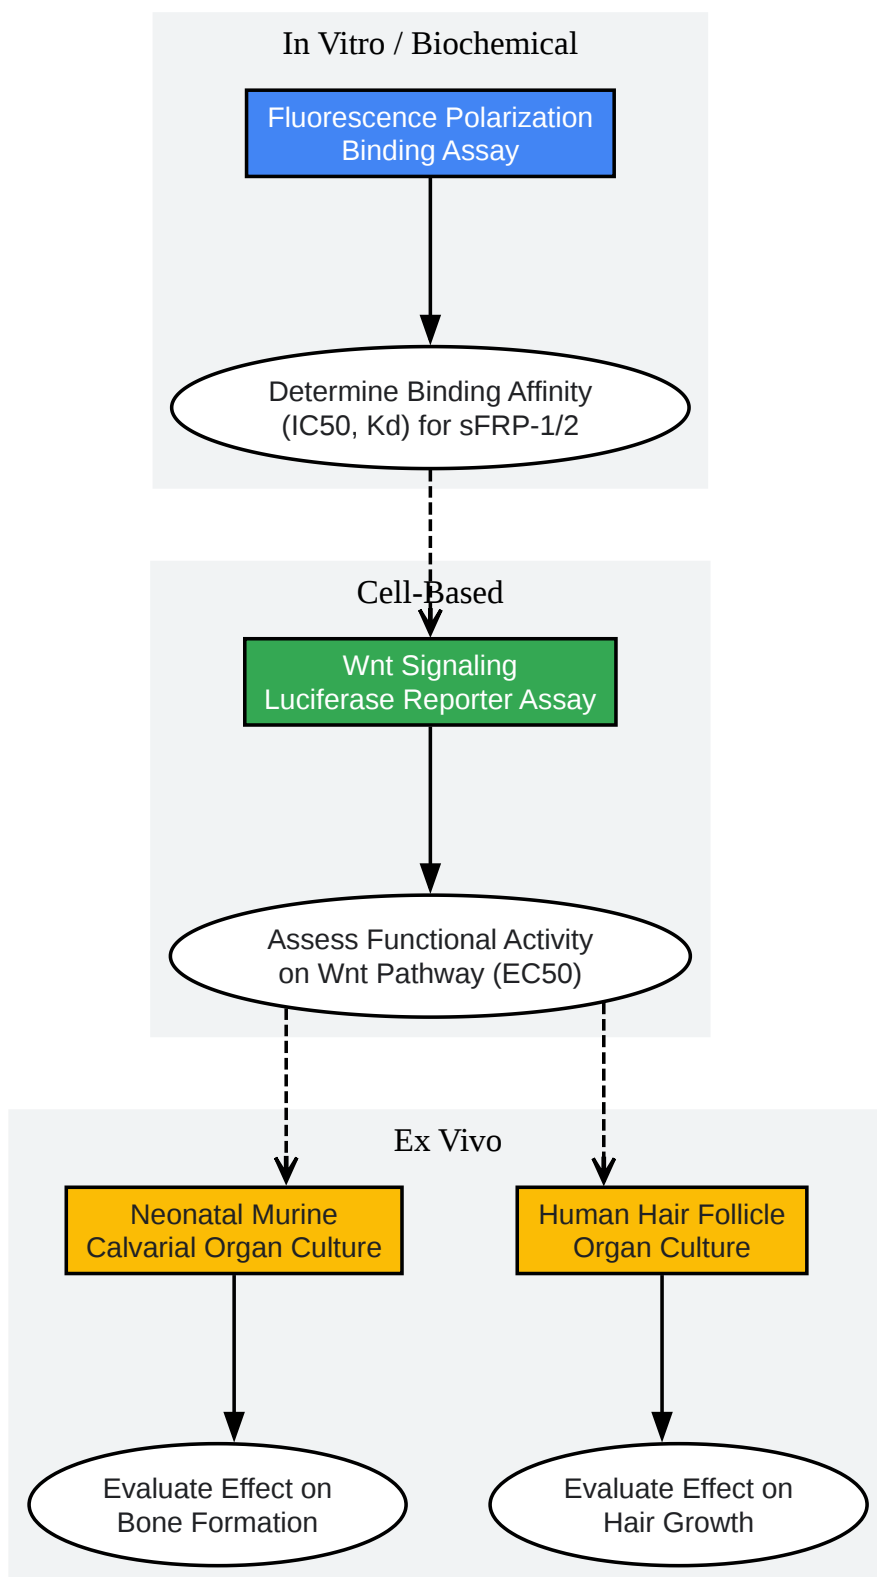 In Vitro / Biochemical
Fluorescence Polarization
Binding Assay
Determine Binding Affinity
(IC50, Kd) for sFRP-1/2
Cell-Based
Wnt Signaling
Luciferase Reporter Assay
Assess Functional Activity
on Wnt Pathway (EC50)
Ex Vivo
Neonatal Murine
Calvarial Organ Culture
Human Hair Follicle
Organ Culture
Evaluate Effect on
Bone Formation
Evaluate Effect on
Hair Growth